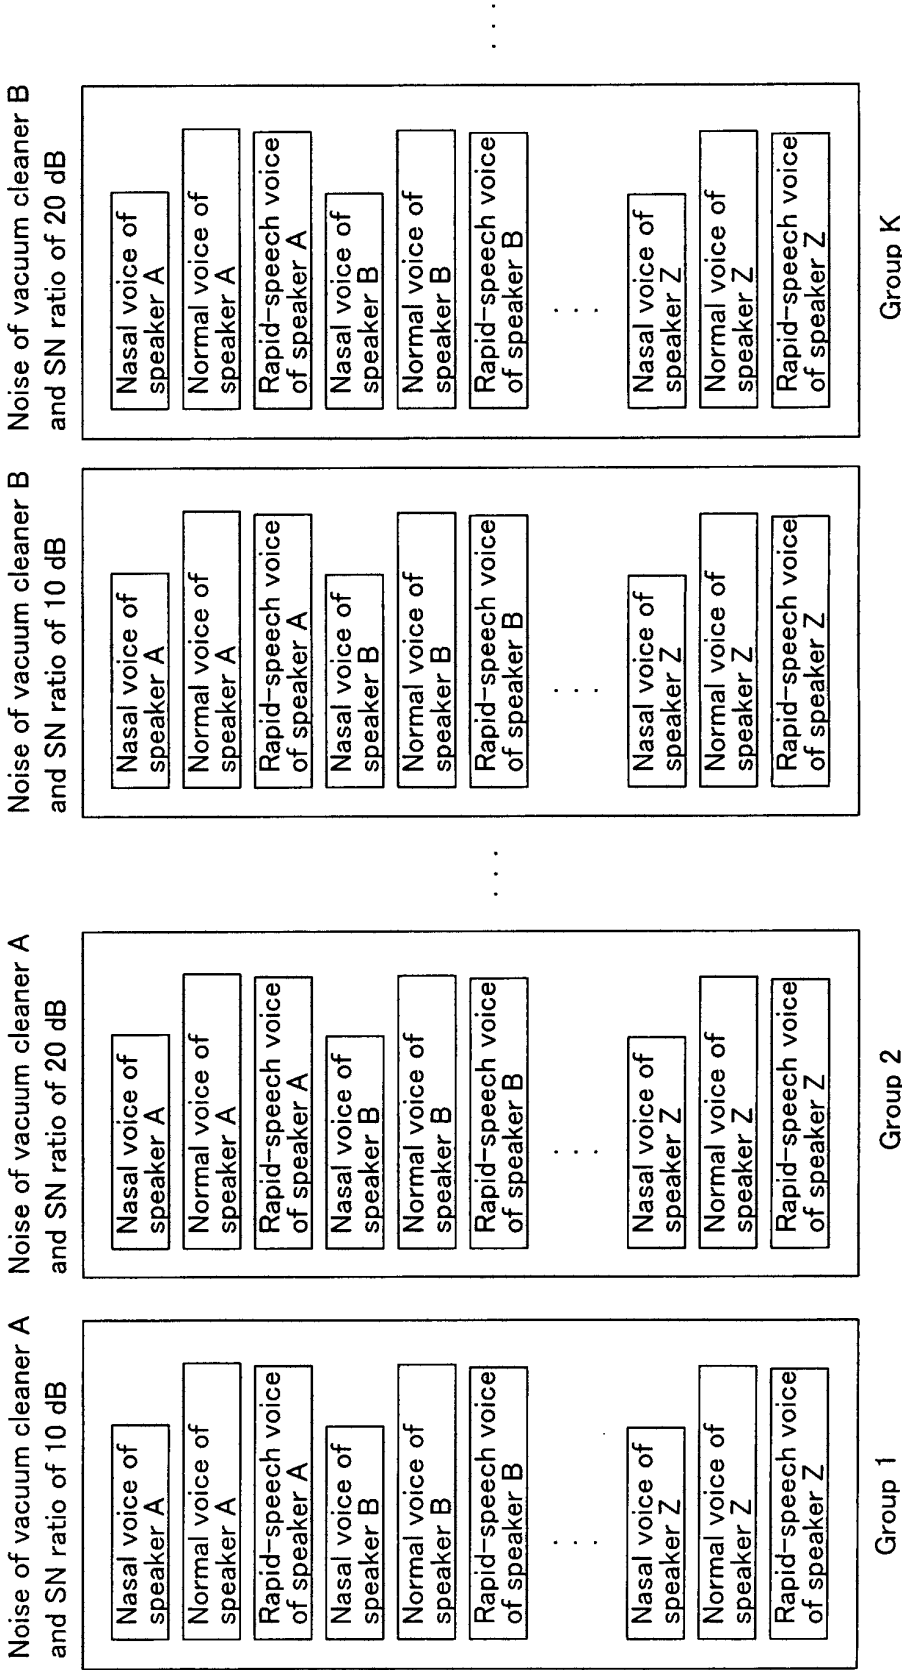 Noise of vacuum cleaner A
and SN ratio of 10 dB
Nasal voice of
speaker A
Normal voice of
speaker A
Rapid-speech voice
of speaker A
Nasal voice of
speaker B
Normal voice of
speaker B
Rapid-speech voice
of speaker B
. . .
Nasal voice of
speaker Z
Normal voice of
speaker Z
Rapid-speech voice
of speaker Z
Group 1
Noise of vacuum cleaner A
and SN ratio of 20 dB
Nasal voice of
speaker A
Normal voice of
speaker A
Rapid-speech voice
of speaker A
Nasal voice of
speaker B
Normal voice of
speaker B
Rapid-speech voice
of speaker B
. . .
Nasal voice of
speaker Z
Normal voice of
speaker Z
Rapid-speech voice
of speaker Z
Group 2
. . .
Noise of vacuum cleaner B
and SN ratio of 10 dB
Nasal voice of
speaker A
Normal voice of
speaker A
Rapid-speech voice
of speaker A
Nasal voice of
speaker B
Normal voice of
speaker B
Rapid-speech voice
of speaker B
. . .
Nasal voice of
speaker Z
Normal voice of
speaker Z
Rapid-speech voice
of speaker Z
Noise of vacuum cleaner B
and SN ratio of 20 dB
Nasal voice of
speaker A
Normal voice of
speaker A
Rapid-speech voice
of speaker A
Nasal voice of
speaker B
Normal voice of
speaker B
Rapid-speech voice
of speaker B
. . .
Nasal voice of
speaker Z
Normal voice of
speaker Z
Rapid-speech voice
of speaker Z
Group K
. . .